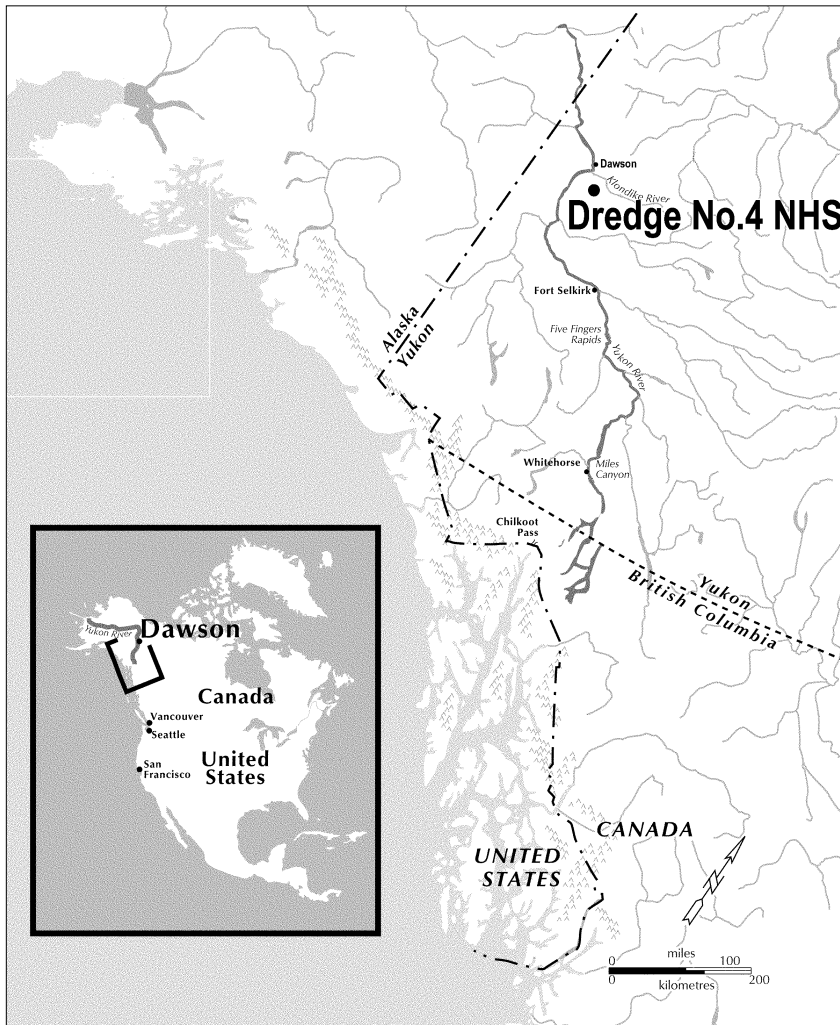 Dawson
Klondike River
Dredge No.4 NHS
Fort Selkirk
Alaska
Yukon
Five Fingers
Rapids
Yukon River
Whitehorse
Miles
Canyon
Chilkoot
Pass
Yukon
British Columbia
Yukon River
Dawson
Canada
Vancouver
Seattle
United
States
San
Francisco
CANADA
UNITED
STATES
N
miles
0
100
0
200
kilometres